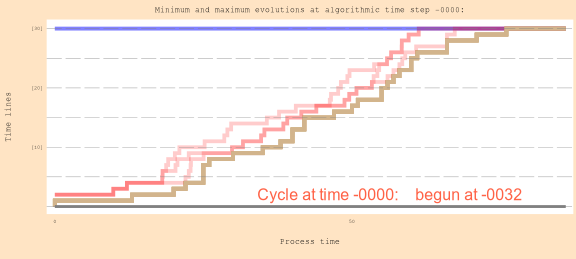 Minimum and maximum evolutions at algorithmic time step -0000:
[30]
[20]
[10]
Time lines
Cycle at time -0000: begun at -0032
0 50
Process time